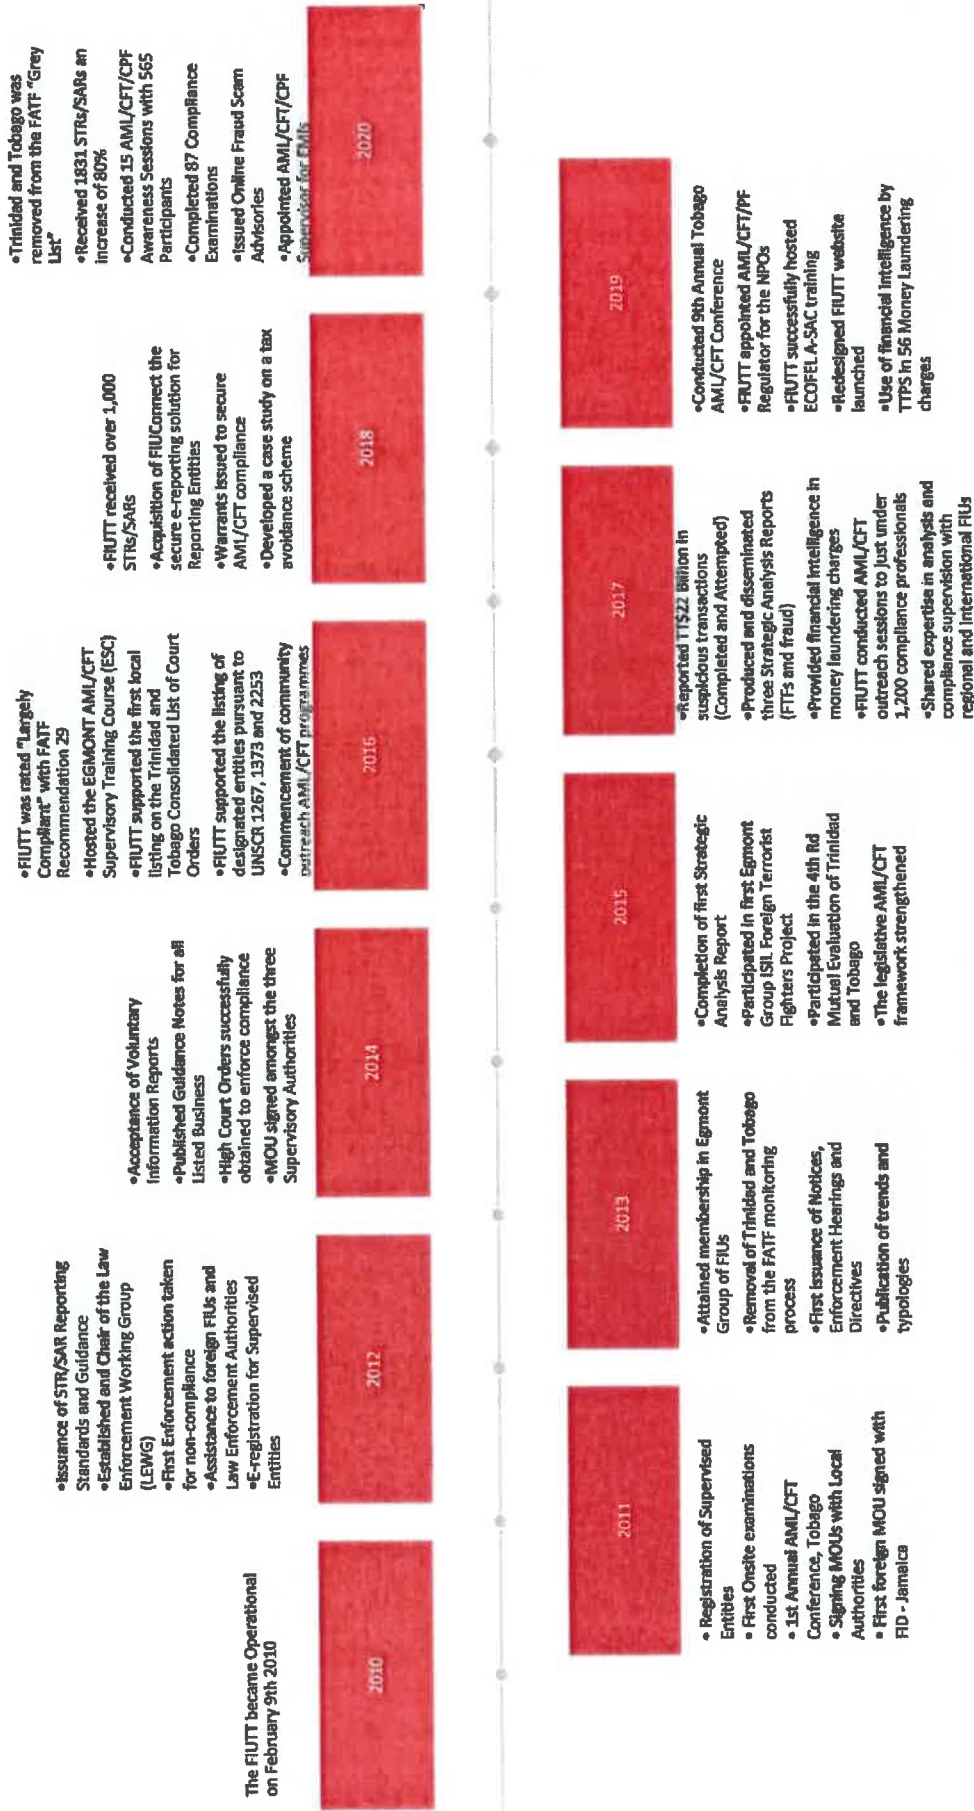 The FIUTT became Operational
on February 9th 2010
2010
2011
• Registration of Supervised
Entities
• First Onsite examinations
conducted
• 1st Annual AML/CFT
Conference, Tobago
• Signing MOUs with Local
Authorities
• First foreign MOU signed with
FID - Jamaica
•Issuance of STR/SAR Reporting
Standards and Guidance
•Established and Chair of the Law
Enforcement Working Group
(LEWG)
•First Enforcement action taken
for non-compliance
•Assistance to foreign FIUs and
Law Enforcement Authorities
•E-registration for Supervised
Entities
2012
2013
•Attained membership in Egmont
Group of FIUs
•Removal of Trinidad and Tobago
from the FATF monitoring
process
•First Issuance of Notices,
Enforcement Hearings and
Directives
•Publication of trends and
typologies
•Acceptance of Voluntary
Information Reports
•Published Guidance Notes for all
Listed Business
•High Court Orders successfully
obtained to enforce compliance
•MOU signed amongst the three
Supervisory Authorities
2014
2015
•Completion of first Strategic
Analysis Report
•Participated in first Egmont
Group ISIL Foreign Terrorist
Fighters Project
•Participated in the 4th Rd
Mutual Evaluation of Trinidad
and Tobago
•The legislative AML/CFT
framework strengthened
•FIUTT was rated "Largely
Compliant" with FATF
Recommendation 29
•Hosted the EGMONT AML/CFT
Supervisory Training Course (ESC)
•FIUTT supported the first local
listing on the Trinidad and
Tobago Consolidated List of Court
Orders
•FIUTT supported the listing of
designated entities pursuant to
UNSCR 1267, 1373 and 2253
•Commencement of community
outreach AML/CFT programmes
2016
2017
•Reported TT$22 Billion in
suspicious transactions
(Completed and Attempted)
•Produced and disseminated
three Strategic Analysis Reports
(FTFs and fraud)
•Provided financial intelligence in
money laundering charges
•FIUTT conducted AML/CFT
outreach sessions to just under
1,200 compliance professionals
•Shared expertise in analysis and
compliance supervision with
regional and International FIUs
•FIUTT received over 1,000
STRs/SARs
•Acquisition of FIUConnect the
secure e-reporting solution for
Reporting Entities
•Warrants issued to secure
AML/CFT compliance
•Developed a case study on a tax
avoidance scheme
2018
2019
•Conducted 9th Annual Tobago
AML/CFT Conference
•FIUTT appointed AML/CFT/PF
Regulator for the NPOs
•FIUTT successfully hosted
ECOFEL A-SAC training
•Redesigned FIUTT website
launched
•Use of financial intelligence by
TTPS in 56 Money Laundering
charges
•Trinidad and Tobago was
removed from the FATF "Grey
List"
•Received 1831 STRs/SARs an
increase of 80%
•Conducted 15 AML/CFT/CPF
Awareness Sessions with 565
Participants
•Completed 87 Compliance
Examinations
•Issued Online Fraud Scam
Advisories
•Appointed AML/CFT/CPF
Supervisor for EMIs
2020